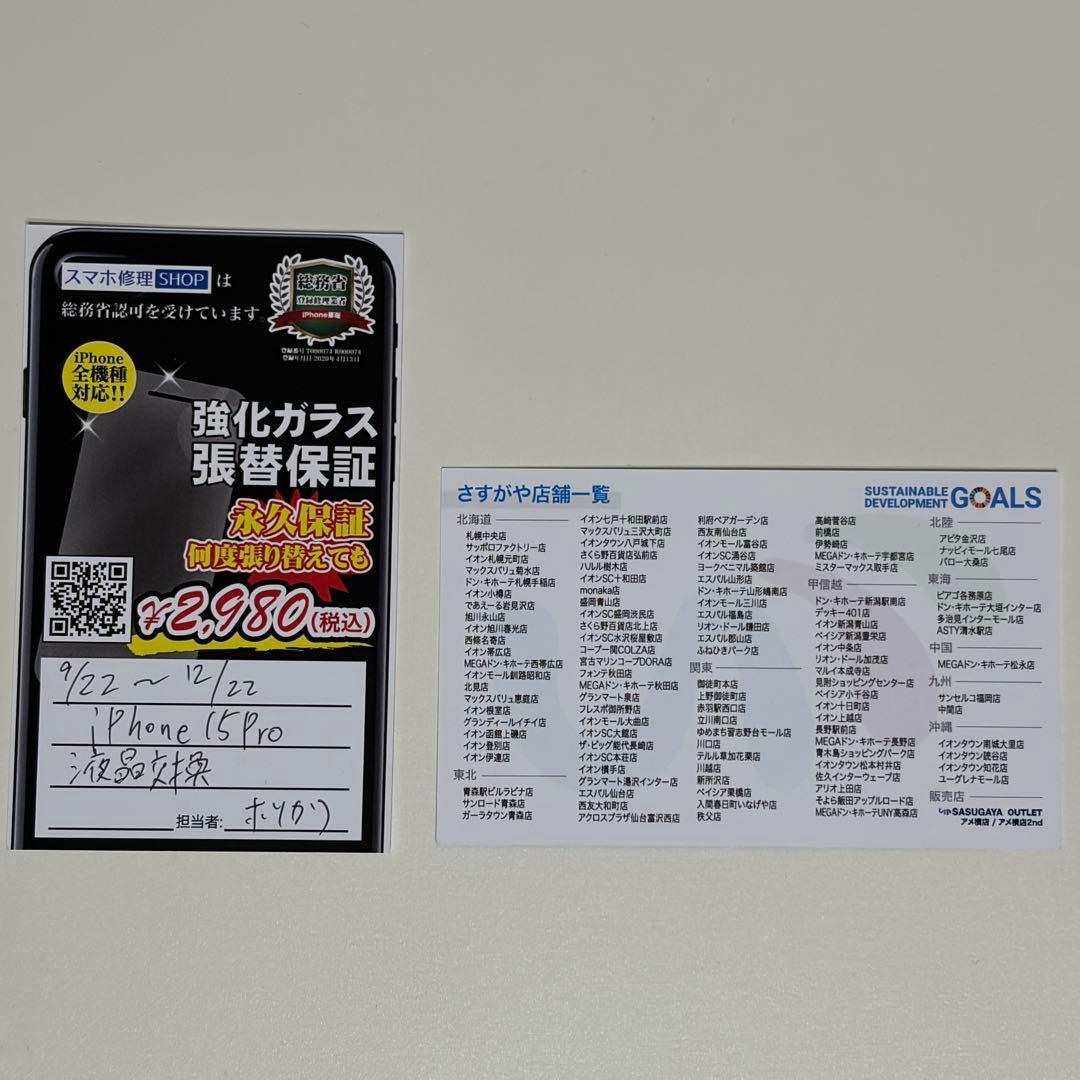 スマホ修理 SHOP は
総務省認可を受けています。
総務省
登録修理業者
iPhone修理
登録番号 T000074 R000074
登録年月日 2020年4月13日
iPhone
全機種
対応!!
強化ガラス
張替保証
永久保証
何度張り替えても
¥2,980(税込)
9/22 〜 12/22
iPhone 15 Pro
液晶交換
担当者: ホリかワ
さすがや店舗一覧
SUSTAINABLE
DEVELOPMENT GOALS
北海道
札幌中央店
サッポロファクトリー店
イオン札幌元町店
マックスバリュ菊水店
ドン・キホーテ札幌手稲店
イオン小樽店
であえーる岩見沢店
旭川永山店
イオン旭川春光店
西條名寄店
イオン帯広店
MEGAドン・キホーテ西帯広店
イオンモール釧路昭和店
北見店
マックスバリュ恵庭店
イオン根室店
グランディールイチイ店
イオン函館上磯店
イオン登別店
イオン伊達店
東北
青森駅ビルラビナ店
サンロード青森店
ガーラタウン青森店
イオン七戸十和田駅前店
マックスバリュ三沢大町店
イオンタウン八戸城下店
さくら野百貨店弘前店
ハルル樹木店
イオンSC十和田店
monaka店
盛岡青山店
イオンSC盛岡渋民店
さくら野百貨店北上店
イオンSC水沢桜屋敷店
コープ一関COLZA店
宮古マリンコープDORA店
フォンテ秋田店
MEGAドン・キホーテ秋田店
グランマート泉店
フレスポ御所野店
イオンモール大曲店
イオンSC大館店
ザ・ビッグ能代長崎店
イオンSC本荘店
イオン横手店
グランマート湯沢インター店
エスパル仙台店
西友大和町店
アクロスプラザ仙台富沢西店
利府ペアガーデン店
西友南仙台店
イオンモール富谷店
イオンSC涌谷店
ヨークベニマル築館店
エスパル山形店
ドン・キホーテ山形嶋南店
イオンモール三川店
エスパル福島店
リオン・ドール鎌田店
エスパル郡山店
ふねひきパーク店
関東
御徒町本店
上野御徒町店
赤羽駅西口店
立川南口店
ゆめまち習志野台モール店
川口店
テルル草加花栗店
川越店
新所沢店
ベイシア栗橋店
入間春日町いなげや店
秩父店
高崎菅谷店
前橋店
伊勢崎店
MEGAドン・キホーテ宇都宮店
ミスターマックス取手店
甲信越
ドン・キホーテ新潟駅南店
デッキー401店
イオン新潟青山店
ベイシア新潟豊栄店
イオン中条店
リオン・ドール加茂店
マルイ本成寺店
見附ショッピングセンター店
ベイシア小千谷店
イオン十日町店
イオン上越店
長野駅前店
MEGAドン・キホーテ長野店
青木島ショッピングパーク店
イオンタウン松本村井店
佐久インターウェーブ店
アリオ上田店
そよら飯田アップルロード店
MEGAドン・キホーテUNY高森店
北陸
アピタ金沢店
ナッピィモール七尾店
バロー大桑店
東海
ピアゴ各務原店
ドン・キホーテ大垣インター店
多治見インターモール店
ASTY清水駅店
中国
MEGAドン・キホーテ松永店
九州
サンセルコ福岡店
中間店
沖縄
イオンタウン南城大里店
イオンタウン読谷店
イオンタウン知花店
ユーグレナモール店
販売店
SASUGAYA OUTLET
アメ横店 / アメ横店2nd